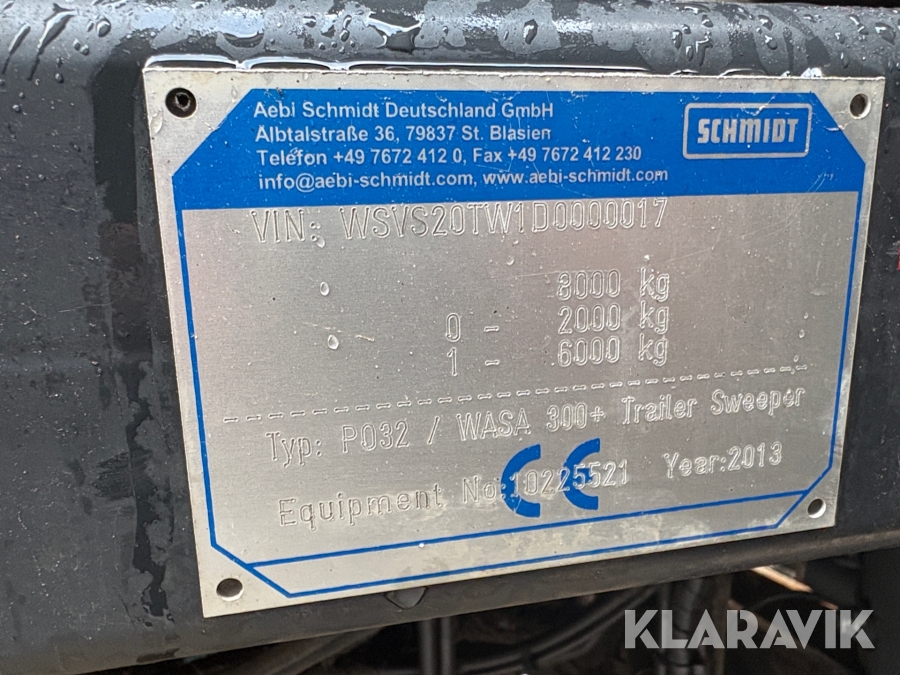 Aebi Schmidt Deutschland GmbH
Albtalstraße 36, 79837 St. Blasien
Telefon +49 7672 412 0, Fax +49 7672 412 230
info@aebi-schmidt.com, www.aebi-schmidt.com
SCHMIDT
VIN: WSVS20TW1D0000017
8000 kg
0 - 2000 kg
1 - 6000 kg
Typ: P032 / WASA 300+ Trailer Sweeper
Equipment No:10225521 Year:2013
CE
KLARAVIK